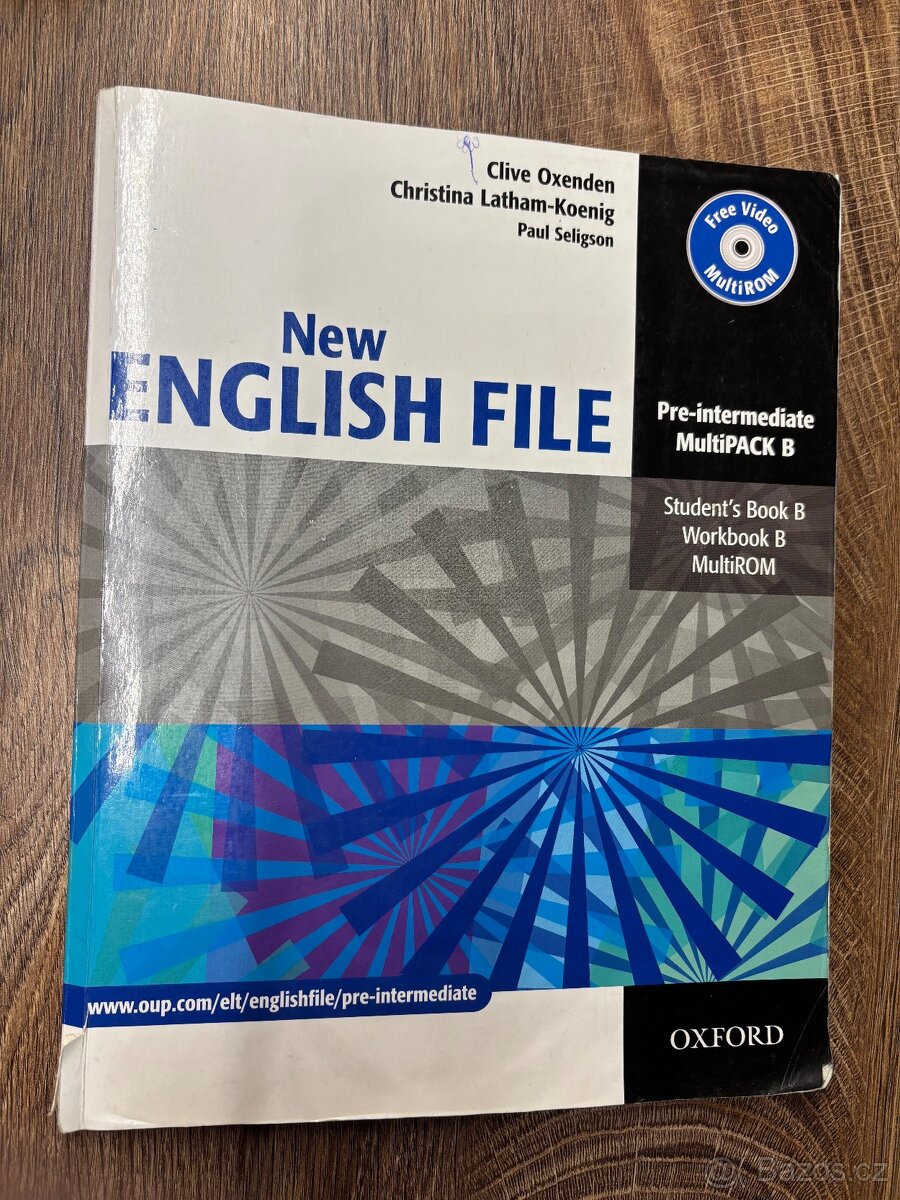 Clive Oxenden
Christina Latham-Koenig
Paul Seligson
Free Video
MultiROM
New
ENGLISH FILE
Pre-intermediate
MultiPACK B
Student's Book B
Workbook B
MultiROM
www.oup.com/elt/englishfile/pre-intermediate
OXFORD
Bazos.cz